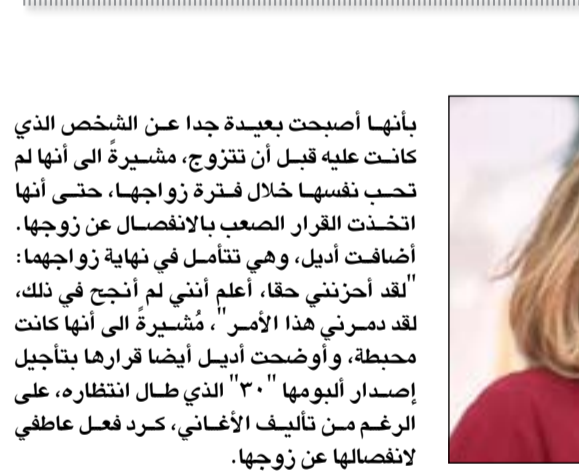 بأنها أصبحت بعيدة جدا عن الشخص الذي
كانت عليه قبل أن تتزوج، مشيرةً الى أنها لم
تحب نفسها خلال فترة زواجها، حتى أنها
اتخذت القرار الصعب بالانفصال عن زوجها.
أضافت أديل، وهي تتأمل في نهاية زواجهما:
"لقد أحزنني حقا، أعلم أنني لم أنجح في ذلك،
لقد دمرني هذا الأمر"، مُشيرةً الى أنها كانت
محبطة، وأوضحت أديل أيضا قرارها بتأجيل
إصدار ألبومها "٣٠" الذي طال انتظاره، على
الرغم من تأليف الأغاني، كرد فعل عاطفي
لانفصالها عن زوجها.